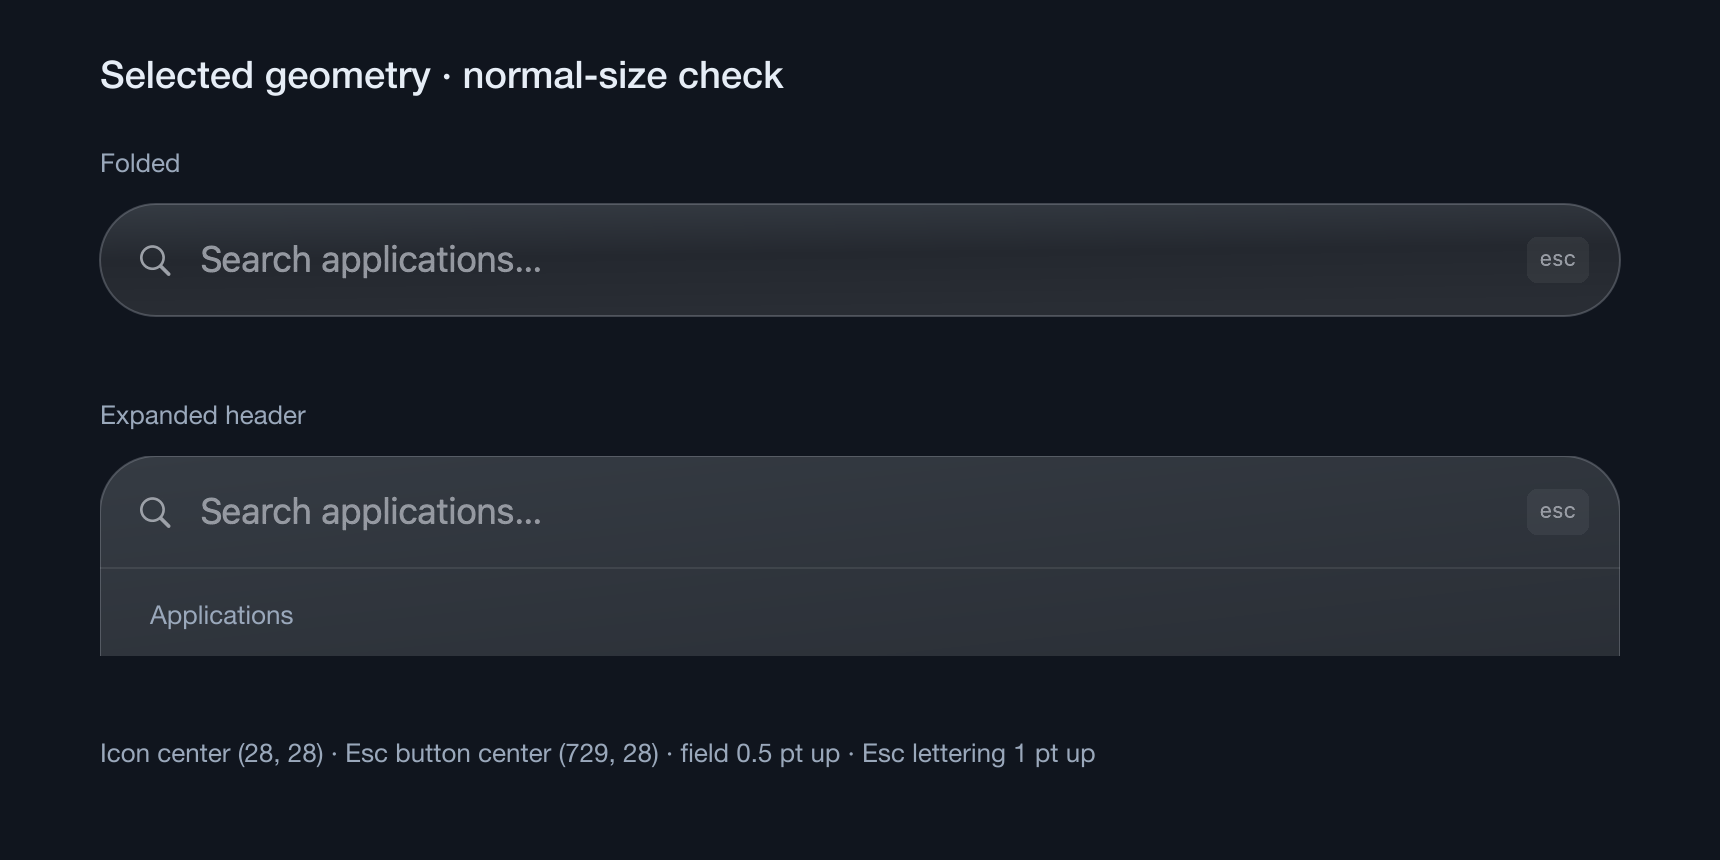 Selected geometry · normal-size check
Folded
Search applications...
esc
Expanded header
Search applications...
esc
Applications
Icon center (28, 28) · Esc button center (729, 28) · field 0.5 pt up · Esc lettering 1 pt up